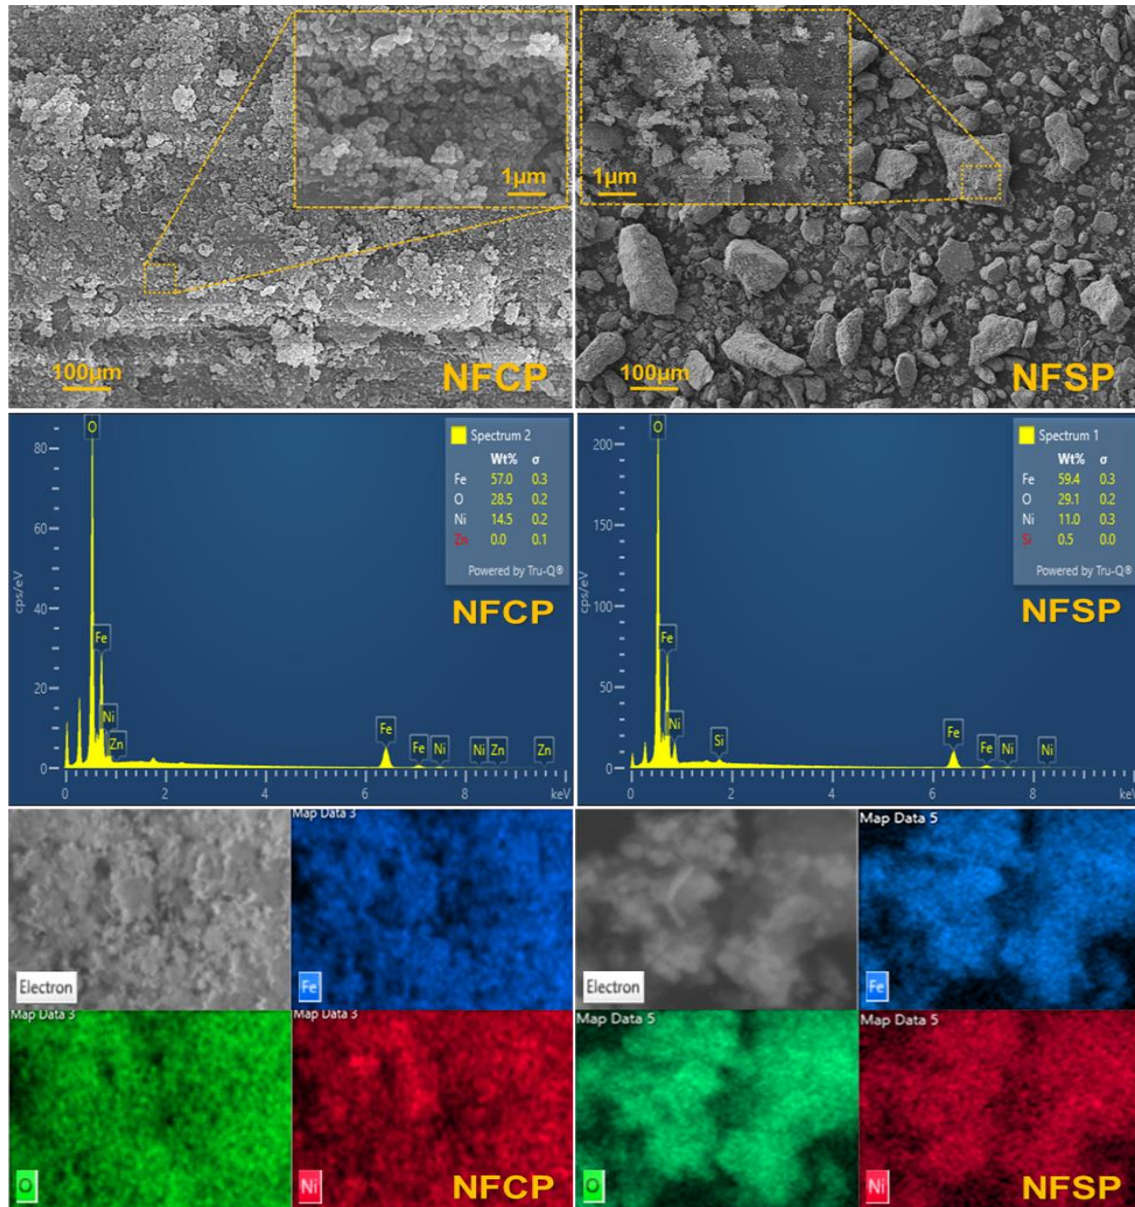 1µm
100µm
NFCP
1µm
100µm
NFSP
O
Fe
Ni
Zn
Fe
Fe
Ni
Ni
Zn
Zn
Spectrum 2
Wt% σ
Fe 57.0 0.3
O 28.5 0.2
Ni 14.5 0.2
Zn 0.0 0.1
Powered by Tru-Q®
NFCP
cps/eV
80
60
40
20
0
0 2 4 6 8 keV
O
Fe
Ni
Si
Fe
Fe
Ni
Ni
Spectrum 1
Wt% σ
Fe 59.4 0.3
O 29.1 0.2
Ni 11.0 0.3
Si 0.5 0.0
Powered by Tru-Q®
NFSP
cps/eV
200
150
100
50
0
0 2 4 6 8 keV
Electron
Map Data 3
Fe
Map Data 3
O
Map Data 3
Ni
NFCP
Electron
Map Data 5
Fe
Map Data 5
O
Map Data 5
Ni
NFSP